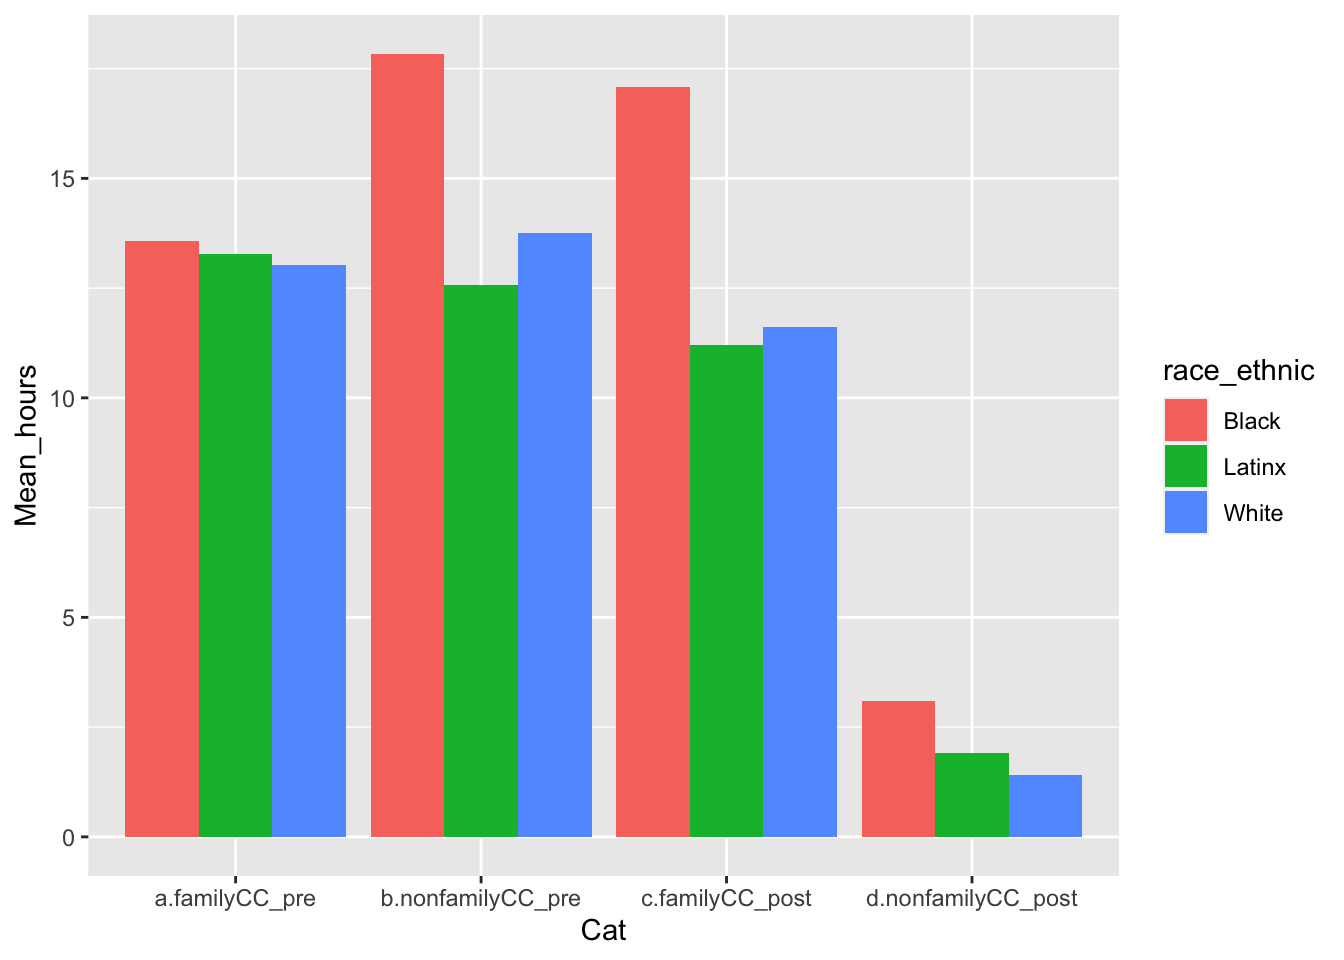 15
10
5
0
Mean_hours
a.familyCC_pre
b.nonfamilyCC_pre
c.familyCC_post
d.nonfamilyCC_post
Cat
race_ethnic
Black
Latinx
White